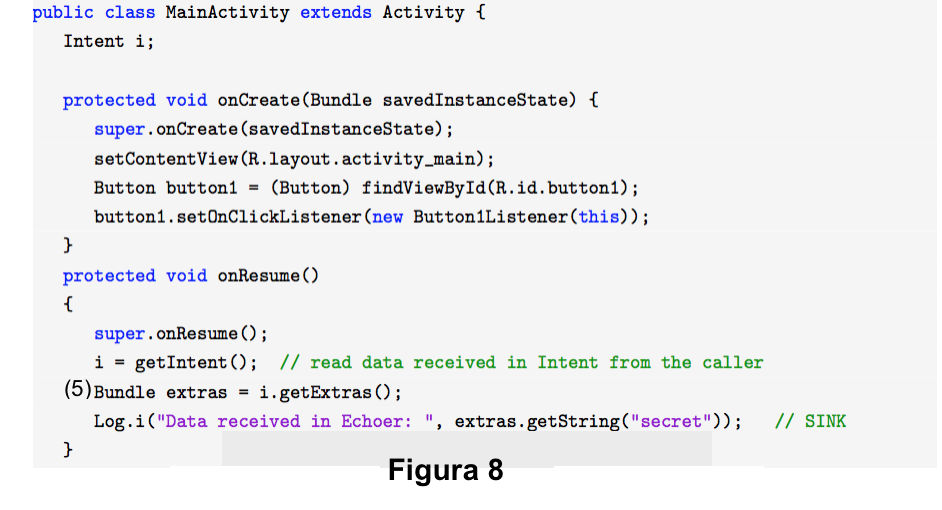 public class MainActivity extends Activity {
Intent i;
protected void onCreate(Bundle savedInstanceState) {
super.onCreate(savedInstanceState);
setContentView(R.layout.activity_main);
Button button1 = (Button) findViewById(R.id.button1);
button1.setOnClickListener(new Button1Listener(this));
}
protected void onResume()
{
super.onResume();
i = getIntent(); // read data received in Intent from the caller
(5) Bundle extras = i.getExtras();
Log.i("Data received in Echoer: ", extras.getString("secret")); // SINK
}
Figura 8